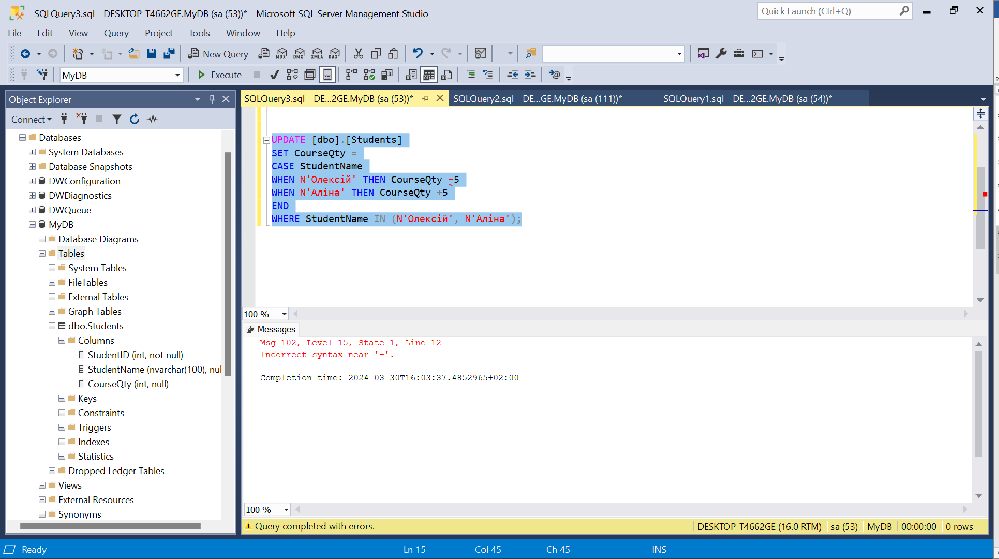 SQLQuery3.sql - DESKTOP-T4662GE.MyDB (sa (53))* - Microsoft SQL Server Management Studio
Quick Launch (Ctrl+Q)
File Edit View Query Project Tools Window Help
New Query MDX DMX XMLA DAX
MyDB Execute
Object Explorer
SQLQuery3.sql - DE...2GE.MyDB (sa (53))* SQLQuery2.sql - DE...GE.MyDB (sa (111))* SQLQuery1.sql - DE...2GE.MyDB (sa (54))*
Connect
Databases
System Databases
Database Snapshots
DWConfiguration
DWDiagnostics
DWQueue
MyDB
Database Diagrams
Tables
System Tables
FileTables
External Tables
Graph Tables
dbo.Students
Columns
StudentID (int, not null)
StudentName (nvarchar(100), nul
CourseQty (int, null)
Keys
Constraints
Triggers
Indexes
Statistics
Dropped Ledger Tables
Views
External Resources
Synonyms
UPDATE [dbo].[Students]
SET CourseQty =
CASE StudentName
WHEN N'Олексій' THEN CourseQty –5
WHEN N'Аліна' THEN CourseQty +5
END
WHERE StudentName IN (N'Олексій', N'Аліна');
100 %
Messages
Msg 102, Level 15, State 1, Line 12
Incorrect syntax near '–'.
Completion time: 2024-03-30T16:03:37.4852965+02:00
100 %
Query completed with errors. DESKTOP-T4662GE (16.0 RTM) sa (53) MyDB 00:00:00 0 rows
Ready Ln 15 Col 45 Ch 45 INS